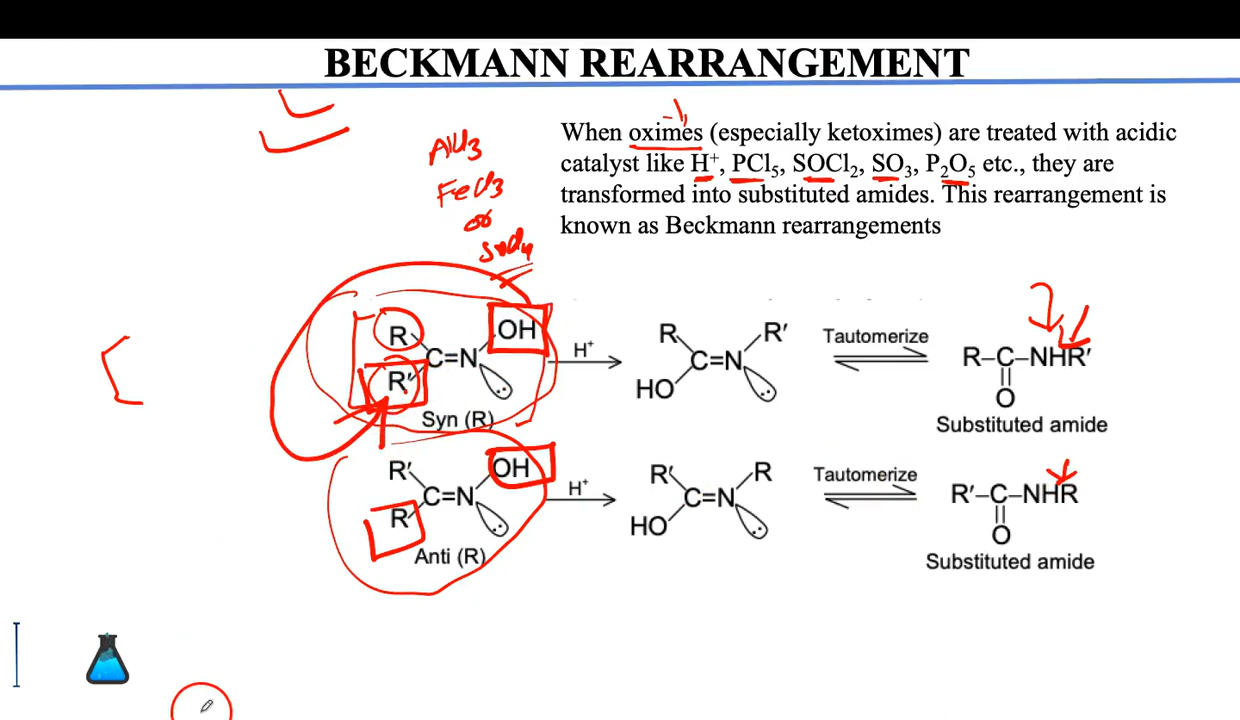 BECKMANN REARRANGEMENT
When oximes (especially ketoximes) are treated with acidic
catalyst like H⁺, PCl₅, SOCl₂, SO₃, P₂O₅ etc., they are
transformed into substituted amides. This rearrangement is
known as Beckmann rearrangements
FeCl3
or
R
R'
C=N
OH
Syn (R)
H⁺
R
HO
C=N
R'
Tautomerize
R–C–NHR'
O
Substituted amide
R'
R
C=N
OH
Anti (R)
H⁺
R'
HO
C=N
R
Tautomerize
R'–C–NHR
O
Substituted amide